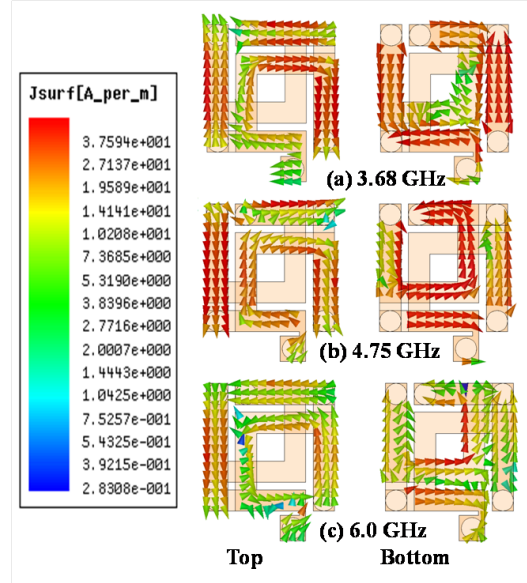 Jsurf[A_per_m]
3.7594e+001
2.7137e+001
1.9589e+001
1.4141e+001
1.0208e+001
7.3685e+000
5.3190e+000
3.8396e+000
2.7716e+000
2.0007e+000
1.4443e+000
1.0425e+000
7.5257e-001
5.4325e-001
3.9215e-001
2.8308e-001
(a) 3.68 GHz
(b) 4.75 GHz
(c) 6.0 GHz
Top Bottom